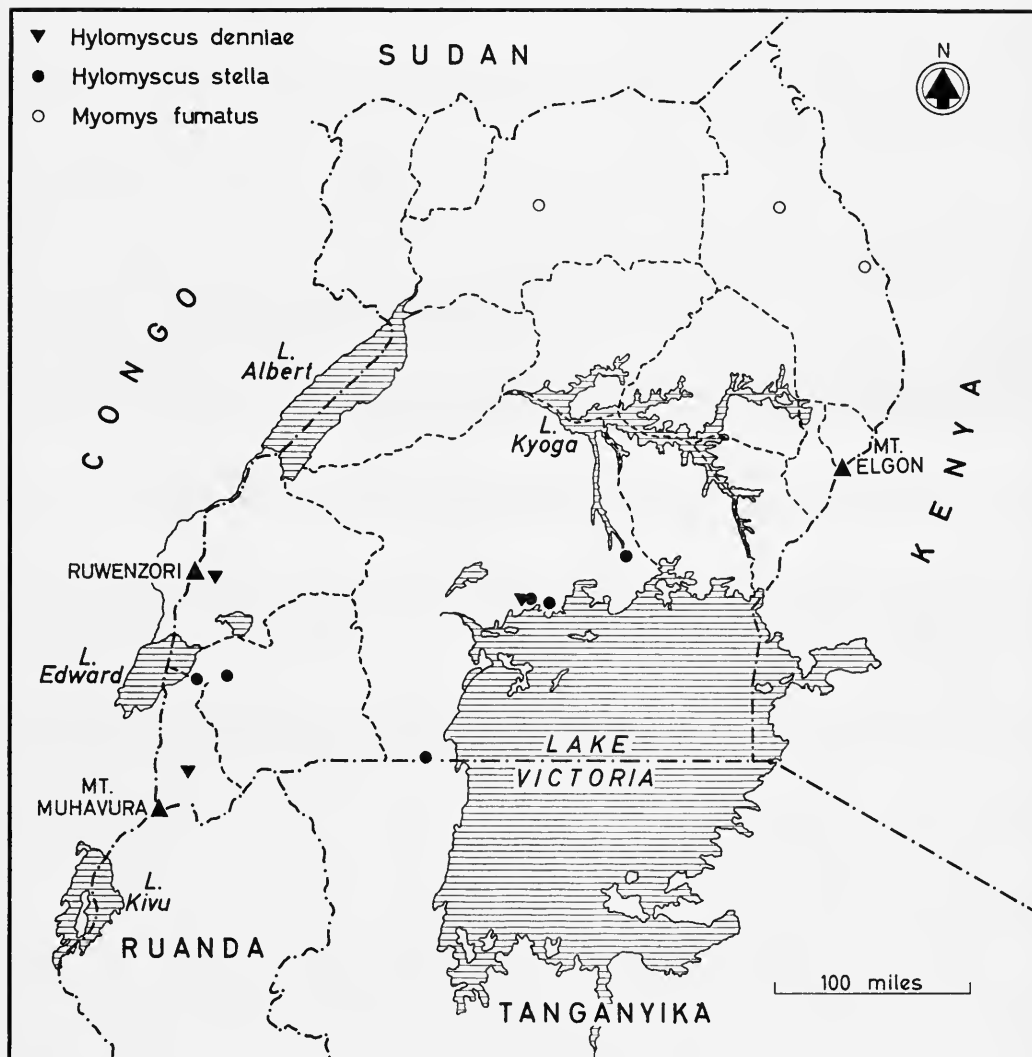 Hylomyscus denniae
Hylomyscus stella
Myomys fumatus
SUDAN
N
CONGO
L.
Albert
L.
Kyoga
MT.
ELGON
KENYA
RUWENZORI
L.
Edward
LAKE
VICTORIA
MT.
MUHAVURA
L.
Kivu
RUANDA
100 miles
TANGANYIKA